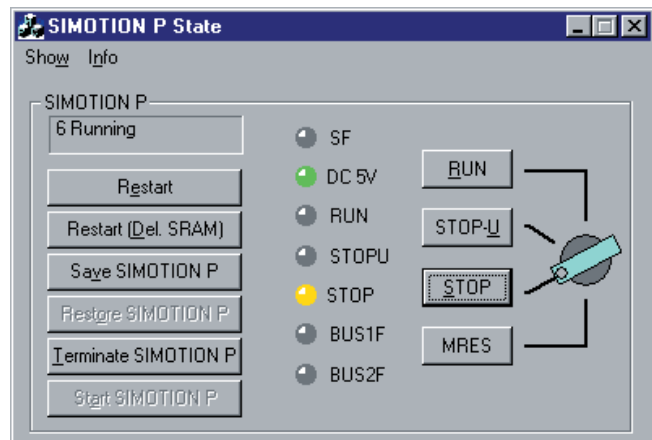 SIMOTION P State
Show Info
SIMOTION P
6 Running
Restart
Restart (Del. SRAM)
Save SIMOTION P
Restore SIMOTION P
Terminate SIMOTION P
Start SIMOTION P
SF
DC 5V
RUN
STOPU
STOP
BUS1F
BUS2F
RUN
STOP-U
STOP
MRES